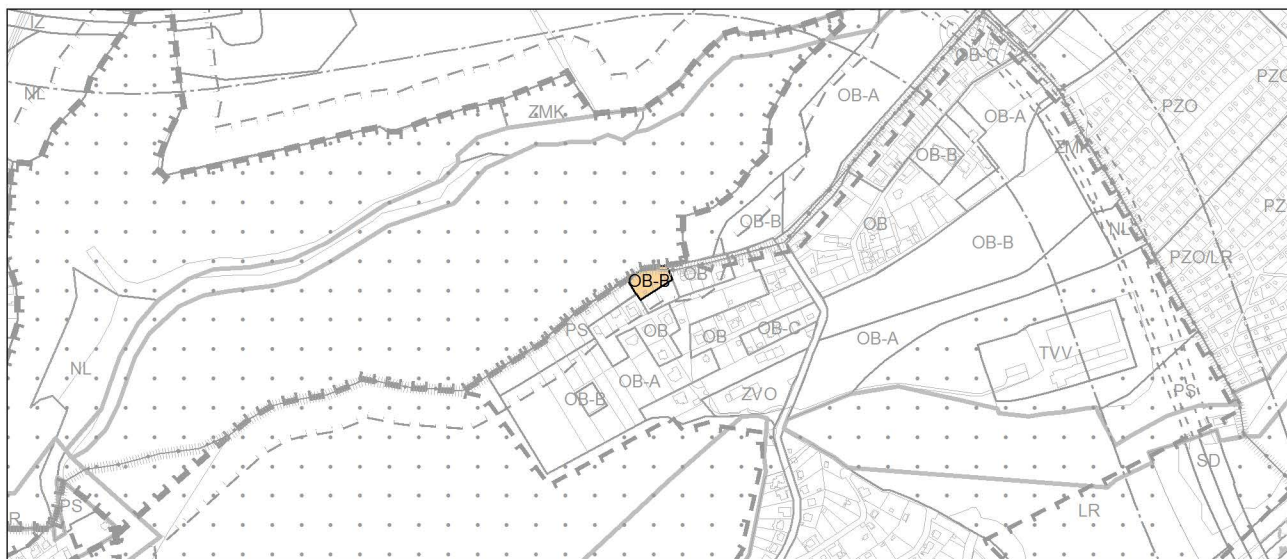 IZ
OB-C
NL
PZO
PZO
OB-A
ZMK
OB-A
ZMK
OB-B
PZ
OB-B
OB
NL
OB-B
PZO/LR
OB
OB-B
PS
OB
OB
OB-C
OB-A
TVV
NL
OB-A
PS
OB-B
ZVO
SD
PS
LR
R